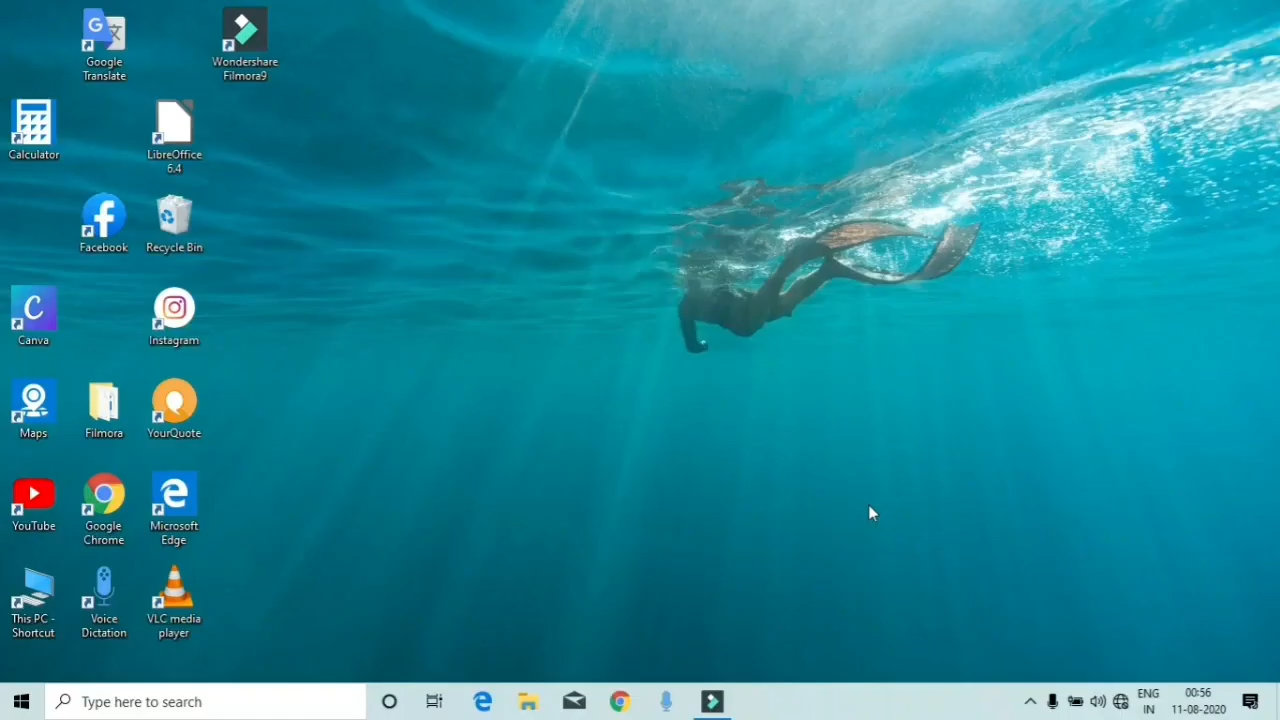 Google
Translate
Wondershare
Filmora9
Calculator
LibreOffice
6.4
Facebook
Recycle Bin
Canva
Instagram
Maps
Filmora
YourQuote
YouTube
Google
Chrome
Microsoft
Edge
This PC -
Shortcut
Voice
Dictation
VLC media
player
Type here to search
ENG
IN
00:56
11-08-2020